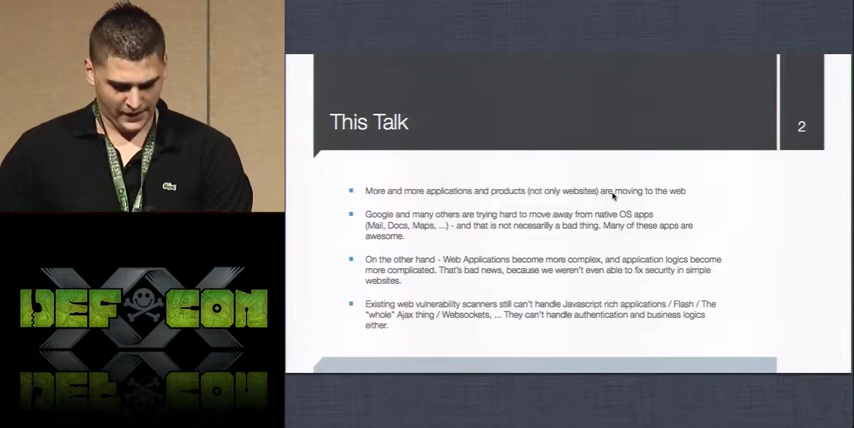 This Talk
2
More and more applications and products (not only websites) are moving to the web
Google and many others are trying hard to move away from native OS apps
(Mail, Docs, Maps, ...) - and that is not necesarilly a bad thing. Many of these apps are
awesome.
On the other hand - Web Applications become more complex, and application logics become
more complicated. That's bad news, because we weren't even able to fix security in simple
websites.
Existing web vulnerability scanners still can't handle Javascript rich applications / Flash / The
"whole" Ajax thing / Websockets, ... They can't handle authentication and business logics
either.
DEF CON
XX